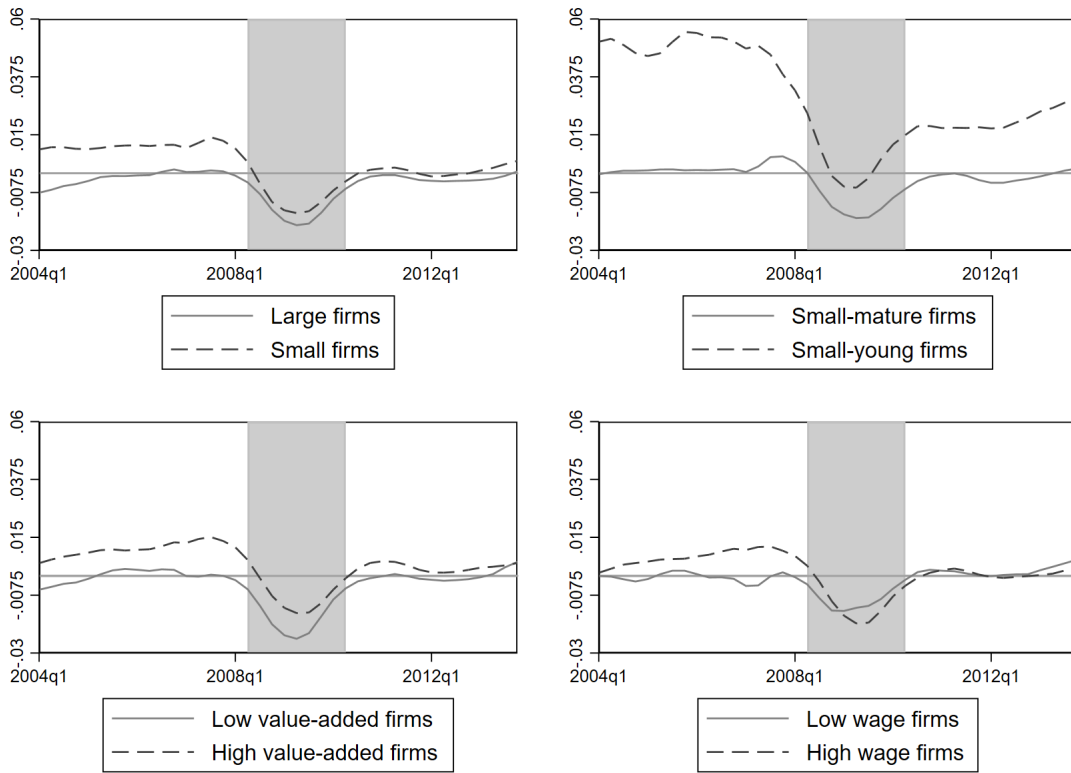 .06
.0375
.015
-.0075
-.03
2004q1 2008q1 2012q1
Large firms
Small firms
.06
.0375
.015
-.0075
-.03
2004q1 2008q1 2012q1
Small-mature firms
Small-young firms
.06
.0375
.015
-.0075
-.03
2004q1 2008q1 2012q1
Low value-added firms
High value-added firms
.06
.0375
.015
-.0075
-.03
2004q1 2008q1 2012q1
Low wage firms
High wage firms